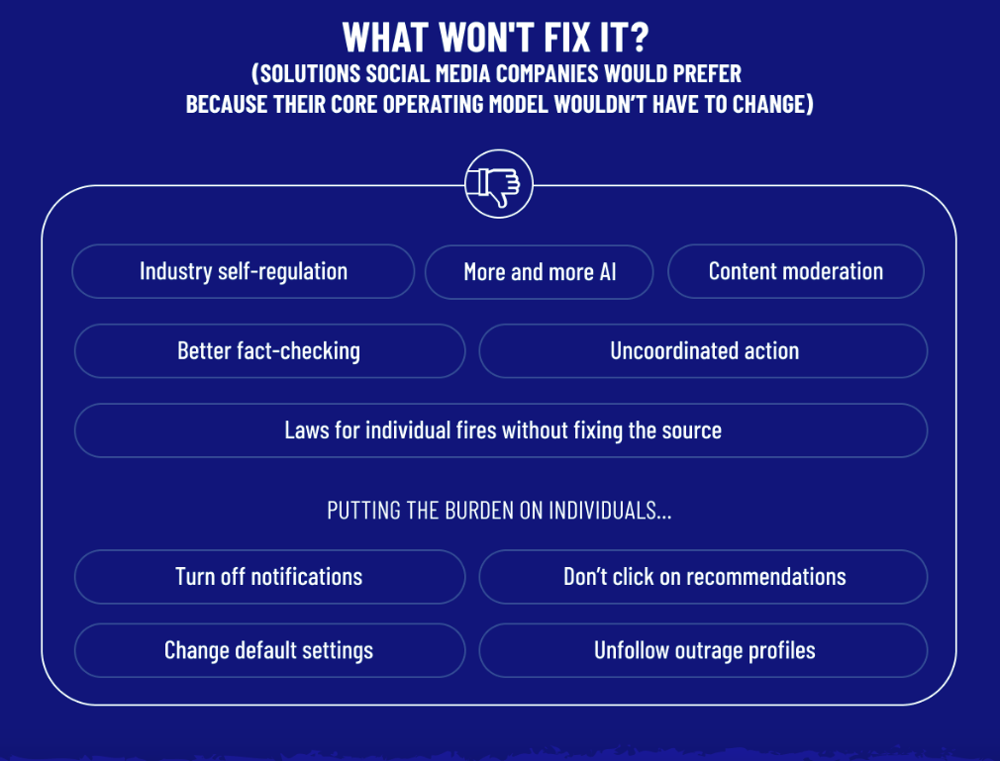 WHAT WON'T FIX IT?
(SOLUTIONS SOCIAL MEDIA COMPANIES WOULD PREFER
BECAUSE THEIR CORE OPERATING MODEL WOULDN’T HAVE TO CHANGE)
Industry self-regulation
More and more AI
Content moderation
Better fact-checking
Uncoordinated action
Laws for individual fires without fixing the source
PUTTING THE BURDEN ON INDIVIDUALS...
Turn off notifications
Don’t click on recommendations
Change default settings
Unfollow outrage profiles